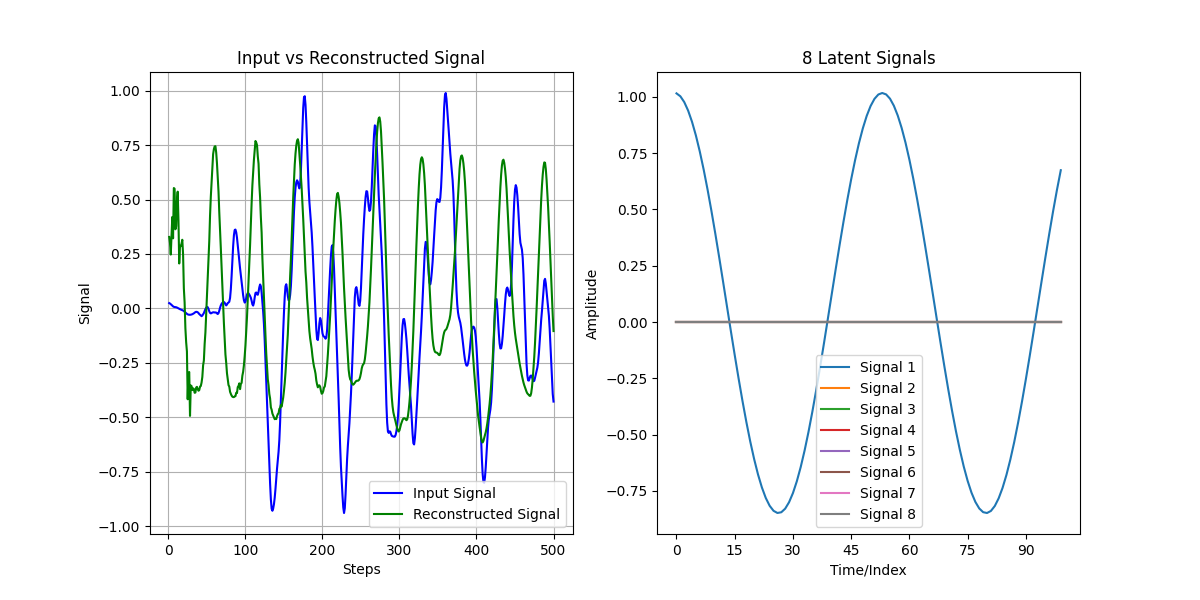 Input vs Reconstructed Signal
Signal
1.00
0.75
0.50
0.25
0.00
−0.25
−0.50
−0.75
−1.00
Input Signal
Reconstructed Signal
0 100 200 300 400 500
Steps
8 Latent Signals
Amplitude
1.00
0.75
0.50
0.25
0.00
−0.25
−0.50
−0.75
Signal 1
Signal 2
Signal 3
Signal 4
Signal 5
Signal 6
Signal 7
Signal 8
0 15 30 45 60 75 90
Time/Index